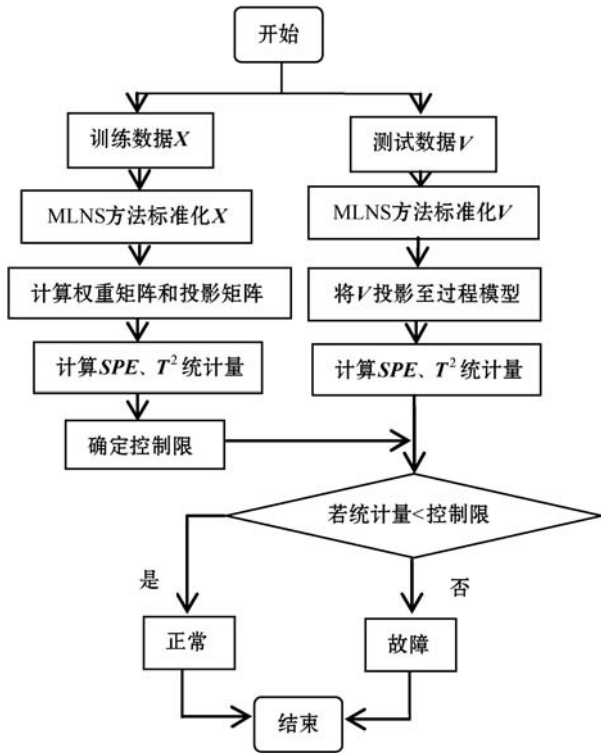 开始
训练数据X
测试数据V
MLNS方法标准化X
MLNS方法标准化V
计算权重矩阵和投影矩阵
将V投影至过程模型
计算SPE、T²统计量
计算SPE、T²统计量
确定控制限
若统计量<控制限
是
否
正常
故障
结束